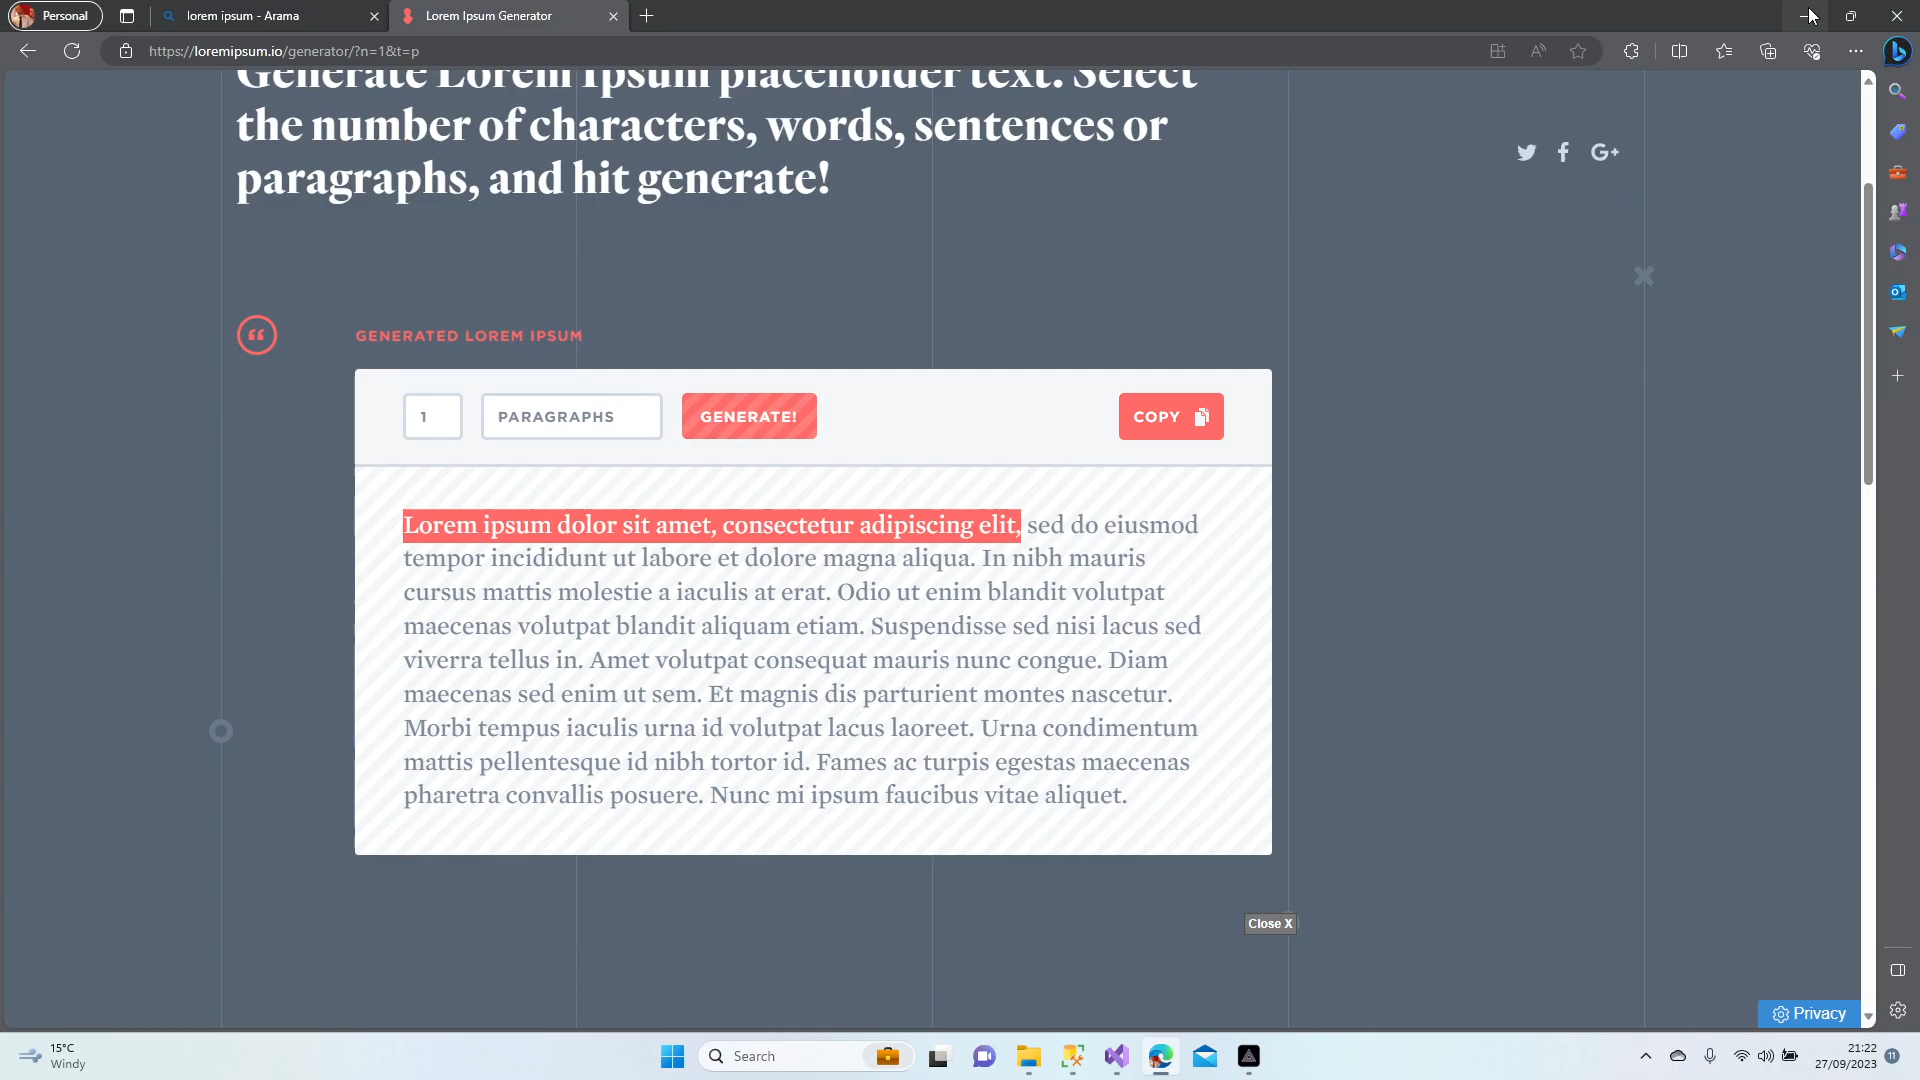 Personal
lorem ipsum - Arama
Lorem Ipsum Generator
https://loremipsum.io/generator/?n=1&t=p
Generate Lorem Ipsum placeholder text. Select
the number of characters, words, sentences or
paragraphs, and hit generate!
G+
GENERATED LOREM IPSUM
1
PARAGRAPHS
GENERATE!
COPY
Lorem ipsum dolor sit amet, consectetur adipiscing elit, sed do eiusmod
tempor incididunt ut labore et dolore magna aliqua. In nibh mauris
cursus mattis molestie a iaculis at erat. Odio ut enim blandit volutpat
maecenas volutpat blandit aliquam etiam. Suspendisse sed nisi lacus sed
viverra tellus in. Amet volutpat consequat mauris nunc congue. Diam
maecenas sed enim ut sem. Et magnis dis parturient montes nascetur.
Morbi tempus iaculis urna id volutpat lacus laoreet. Urna condimentum
mattis pellentesque id nibh tortor id. Fames ac turpis egestas maecenas
pharetra convallis posuere. Nunc mi ipsum faucibus vitae aliquet.
Close X
Privacy
15°C
Windy
Search
21:22
27/09/2023
11